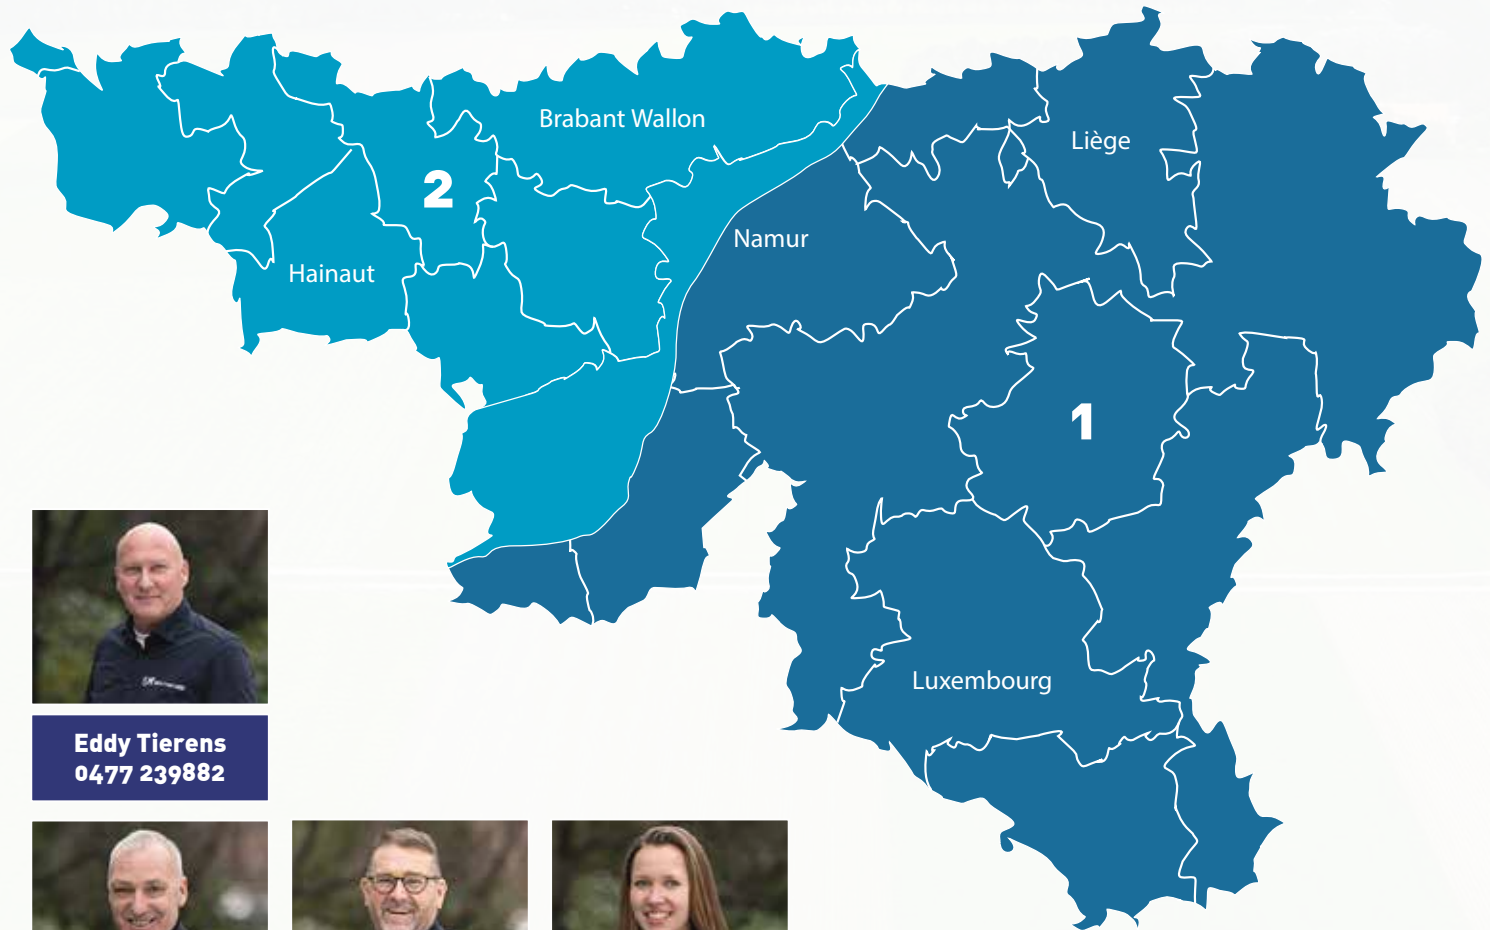 Brabant Wallon
Liège
2
Namur
Hainaut
1
Luxembourg
Eddy Tierens
0477 239882